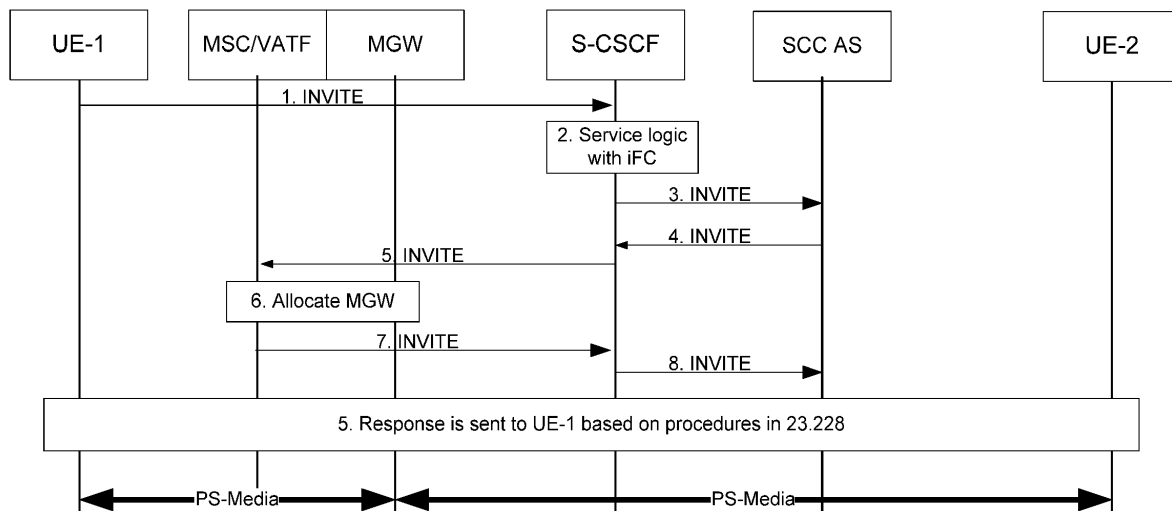 UE-1
MSC/VATF
MGW
S-CSCF
SCC AS
UE-2
1. INVITE
2. Service logic
with iFC
3. INVITE
4. INVITE
5. INVITE
6. Allocate MGW
7. INVITE
8. INVITE
5. Response is sent to UE-1 based on procedures in 23.228
PS-Media
PS-Media